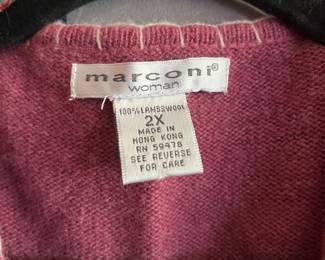 marconi®
woman
100% LAMBSWOOL
2X
MADE IN
HONG KONG
RN 59478
SEE REVERSE
FOR CARE